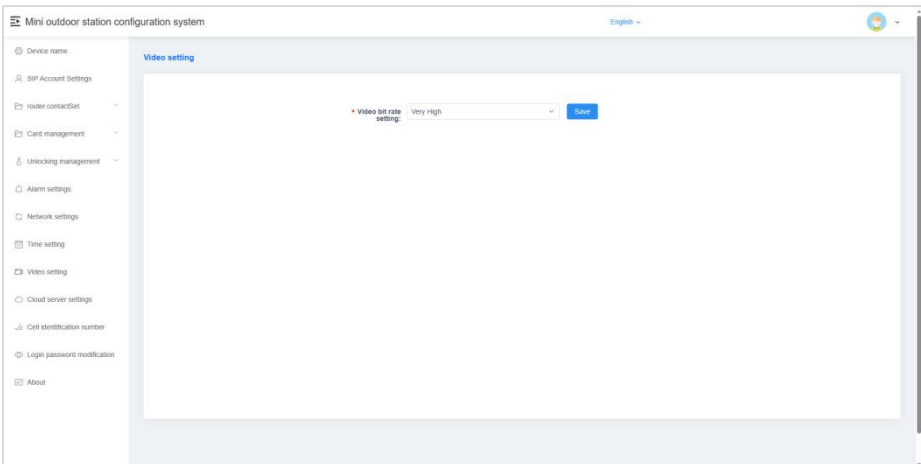 Mini outdoor station configuration system
English
Device name
SIP Account Settings
router.contactSet
Card management
Unlocking management
Alarm settings
Network settings
Time setting
Video setting
Cloud server settings
Cell identification number
Login password modification
About
Video setting
* Video bit rate
setting:
Very High
Save